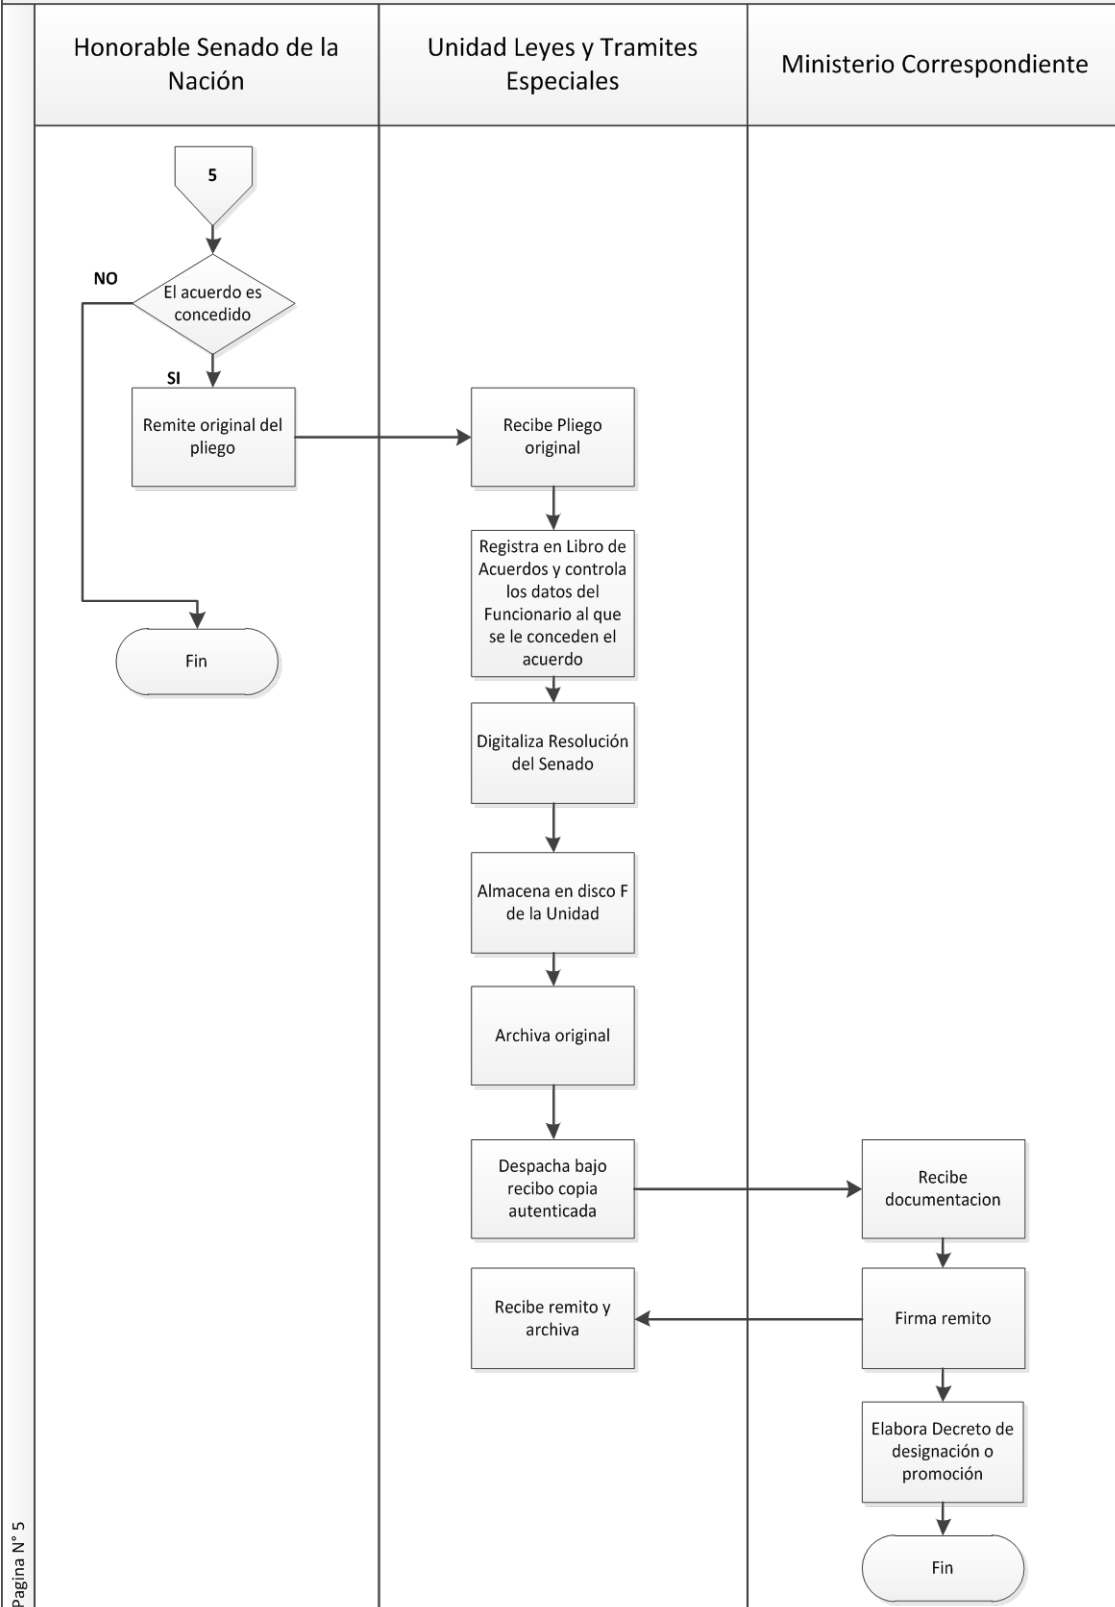 Honorable Senado de la
Nación
Unidad Leyes y Tramites
Especiales
Ministerio Correspondiente
5
NO
El acuerdo es
concedido
SI
Remite original del
pliego
Recibe Pliego
original
Registra en Libro de
Acuerdos y controla
los datos del
Funcionario al que
se le conceden el
acuerdo
Fin
Digitaliza Resolución
del Senado
Almacena en disco F
de la Unidad
Archiva original
Despacha bajo
recibo copia
autenticada
Recibe
documentacion
Recibe remito y
archiva
Firma remito
Elabora Decreto de
designación o
promoción
Fin
Pagina N° 5